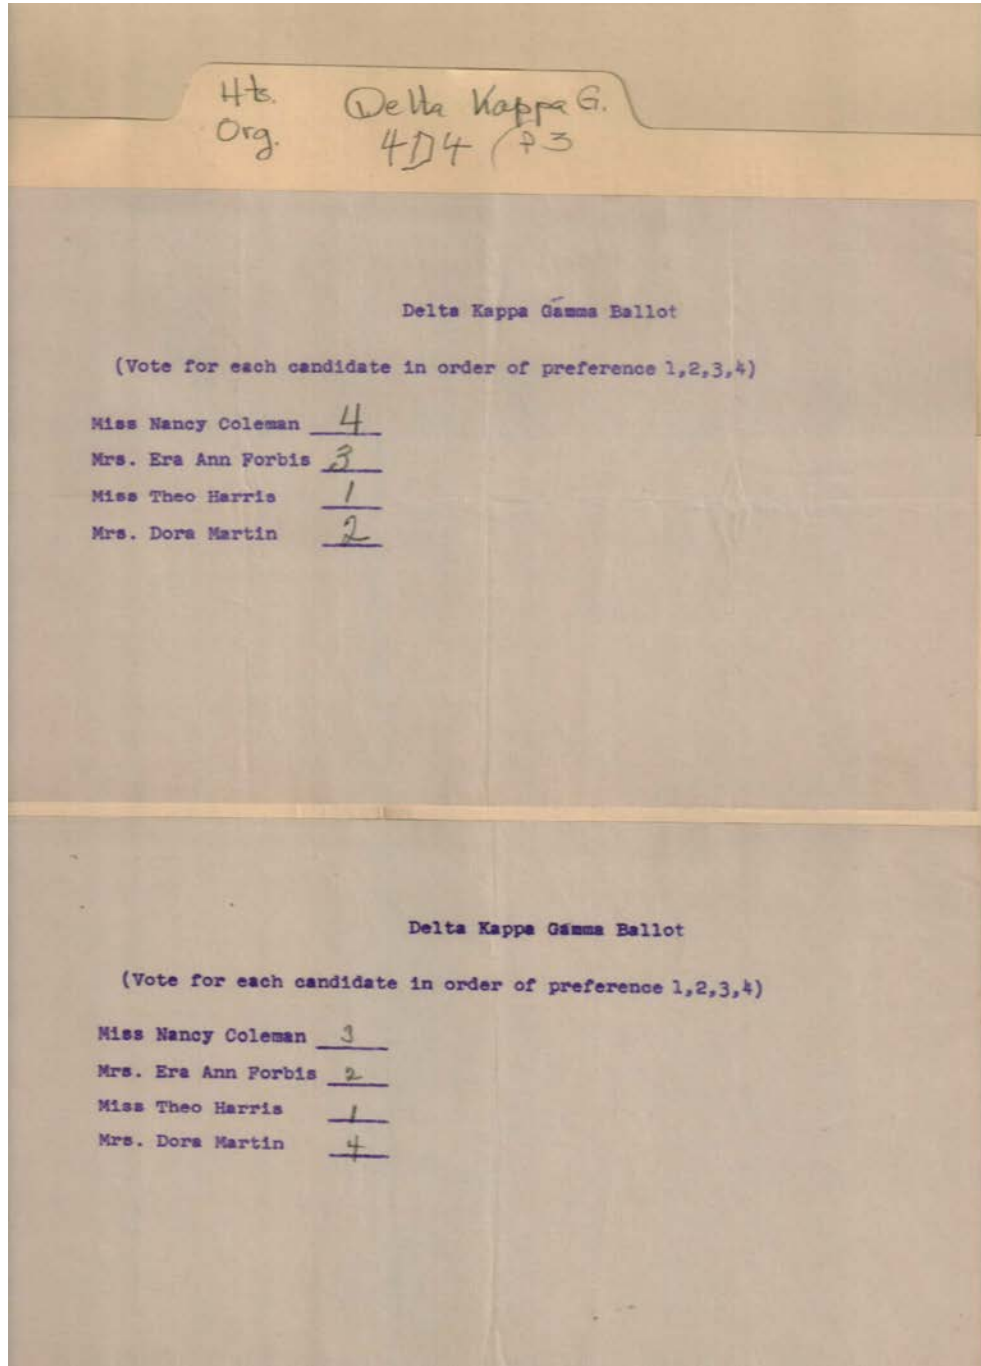 Hts. Delta Kappa G.
Org. 4D4 / P3
Delta Kappa Gamma Ballot
(Vote for each candidate in order of preference 1,2,3,4)
Miss Nancy Coleman 4
Mrs. Era Ann Forbis 3
Miss Theo Harris 1
Mrs. Dora Martin 2
Delta Kappa Gamma Ballot
(Vote for each candidate in order of preference 1,2,3,4)
Miss Nancy Coleman 3
Mrs. Era Ann Forbis 2
Miss Theo Harris 1
Mrs. Dora Martin 4